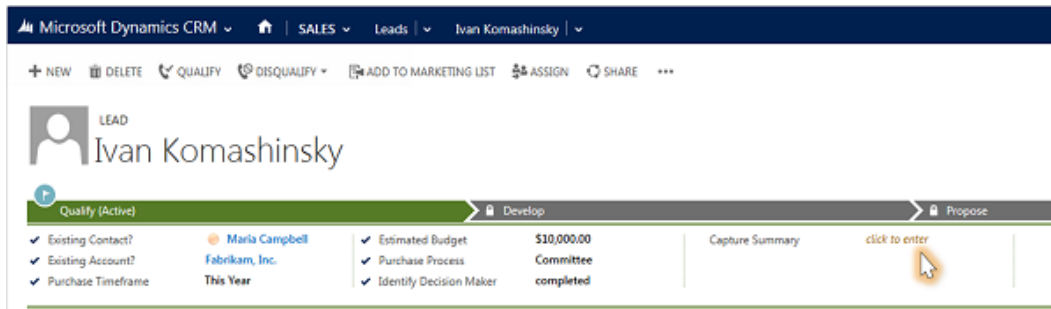 Microsoft Dynamics CRM SALES Leads Ivan Komashinsky
NEW DELETE QUALIFY DISQUALIFY ADD TO MARKETING LIST ASSIGN SHARE ...
LEAD
Ivan Komashinsky
Qualify (Active) Develop Propose
Existing Contact? Maria Campbell Estimated Budget $10,000.00 Capture Summary click to enter
Existing Account? Fabrikam, Inc. Purchase Process Committee
Purchase Timeframe This Year Identify Decision Maker completed